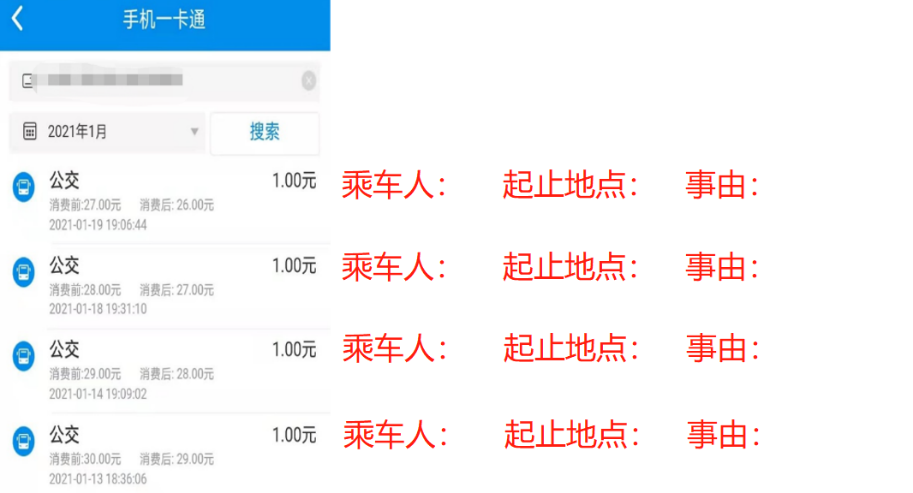 手机一卡通
2021年1月 搜索
公交 1.00元 乘车人： 起止地点： 事由：
消费前:27.00元 消费后: 26.00元
2021-01-19 19:06:44
公交 1.00元 乘车人： 起止地点： 事由：
消费前:28.00元 消费后: 27.00元
2021-01-18 19:31:10
公交 1.00元 乘车人： 起止地点： 事由：
消费前:29.00元 消费后: 28.00元
2021-01-14 19:09:02
公交 1.00元 乘车人： 起止地点： 事由：
消费前:30.00元 消费后: 29.00元
2021-01-13 18:36:06